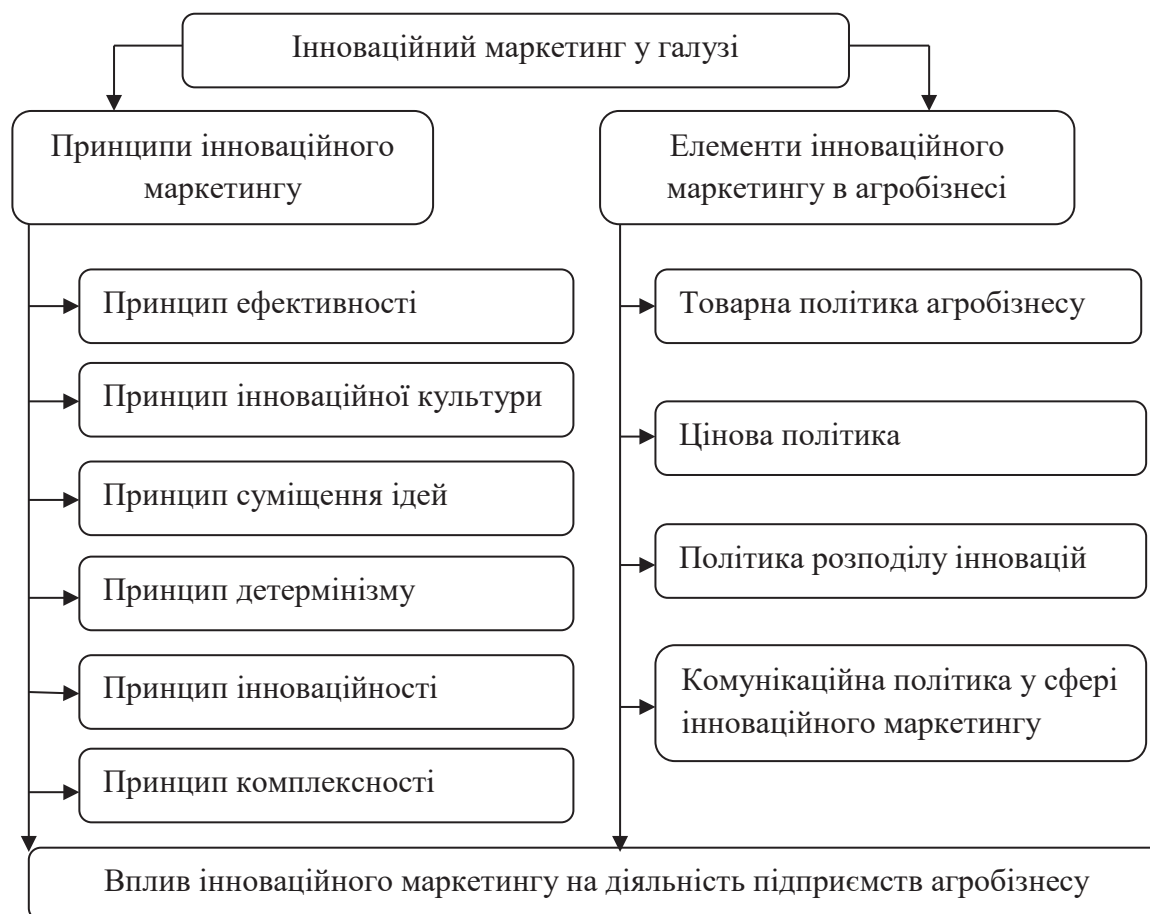 Інноваційний маркетинг у галузі
Принципи інноваційного
маркетингу
Принцип ефективності
Принцип інноваційної культури
Принцип суміщення ідей
Принцип детермінізму
Принцип інноваційності
Принцип комплексності
Елементи інноваційного
маркетингу в агробізнесі
Товарна політика агробізнесу
Цінова політика
Політика розподілу інновацій
Комунікаційна політика у сфері
інноваційного маркетингу
Вплив інноваційного маркетингу на діяльність підприємств агробізнесу